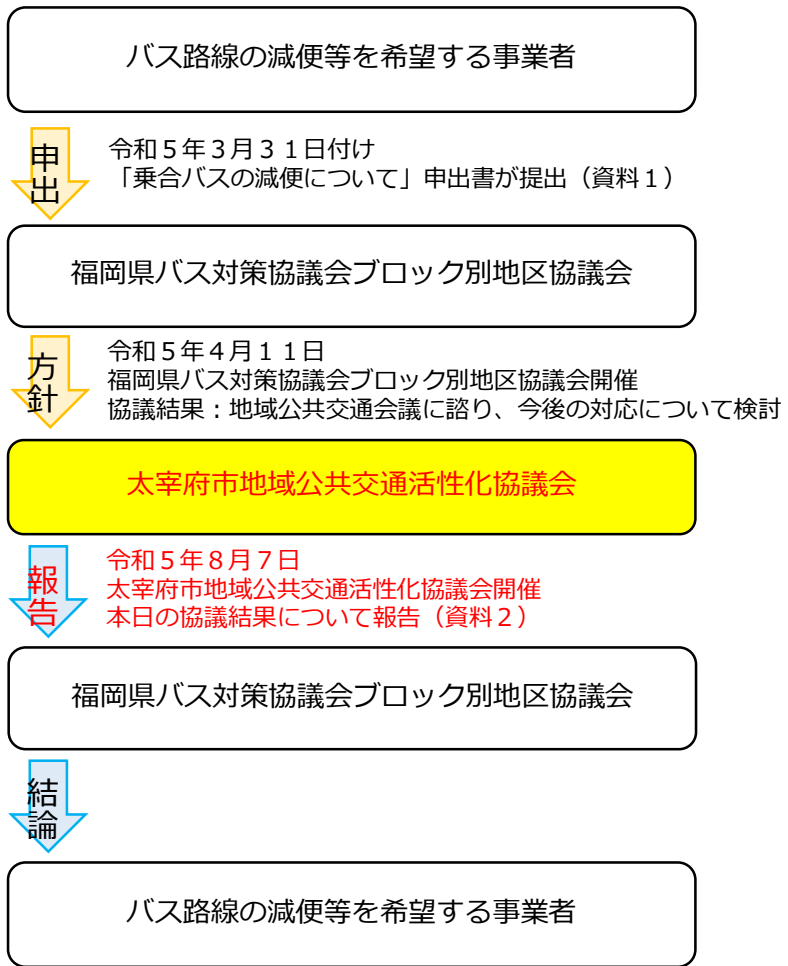 バス路線の減便等を希望する事業者
申出
令和５年３月３１日付け
「乗合バスの減便について」申出書が提出（資料１）
福岡県バス対策協議会ブロック別地区協議会
方針
令和５年４月１１日
福岡県バス対策協議会ブロック別地区協議会開催
協議結果：地域公共交通会議に諮り、今後の対応について検討
太宰府市地域公共交通活性化協議会
報告
令和５年８月７日
太宰府市地域公共交通活性化協議会開催
本日の協議結果について報告（資料２）
福岡県バス対策協議会ブロック別地区協議会
結論
バス路線の減便等を希望する事業者